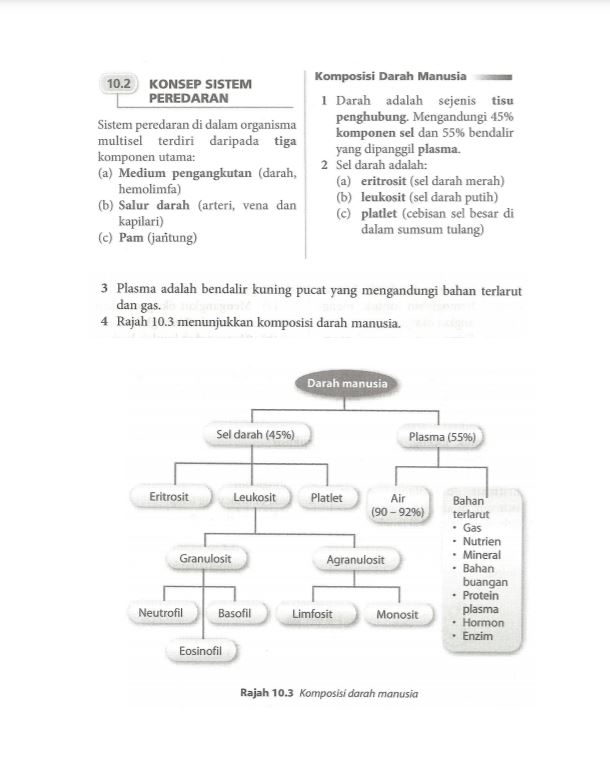 10.2 KONSEP SISTEM
PEREDARAN
Sistem peredaran di dalam organisma
multisel terdiri daripada tiga
komponen utama:
(a) Medium pengangkutan (darah,
hemolimfa)
(b) Salur darah (arteri, vena dan
kapilari)
(c) Pam (jantung)
Komposisi Darah Manusia
1 Darah adalah sejenis tisu
penghubung. Mengandungi 45%
komponen sel dan 55% bendalir
yang dipanggil plasma.
2 Sel darah adalah:
(a) eritrosit (sel darah merah)
(b) leukosit (sel darah putih)
(c) platlet (cebisan sel besar di
dalam sumsum tulang)
3 Plasma adalah bendalir kuning pucat yang mengandungi bahan terlarut
dan gas.
4 Rajah 10.3 menunjukkan komposisi darah manusia.
Darah manusia
Sel darah (45%)
Plasma (55%)
Eritrosit
Leukosit
Platlet
Air
(90 – 92%)
Bahan
terlarut
• Gas
• Nutrien
• Mineral
• Bahan
buangan
• Protein
plasma
• Hormon
• Enzim
Granulosit
Agranulosit
Neutrofil
Basofil
Limfosit
Monosit
Eosinofil
Rajah 10.3 Komposisi darah manusia